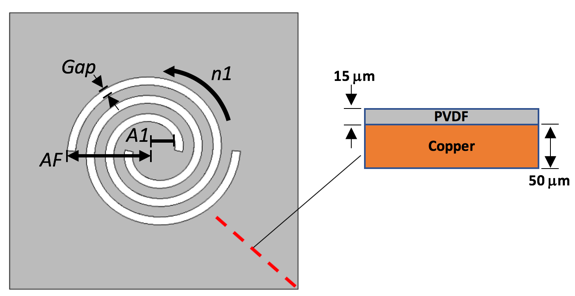 Gap
n1
A1
AF
15 μm
PVDF
Copper
50 μm